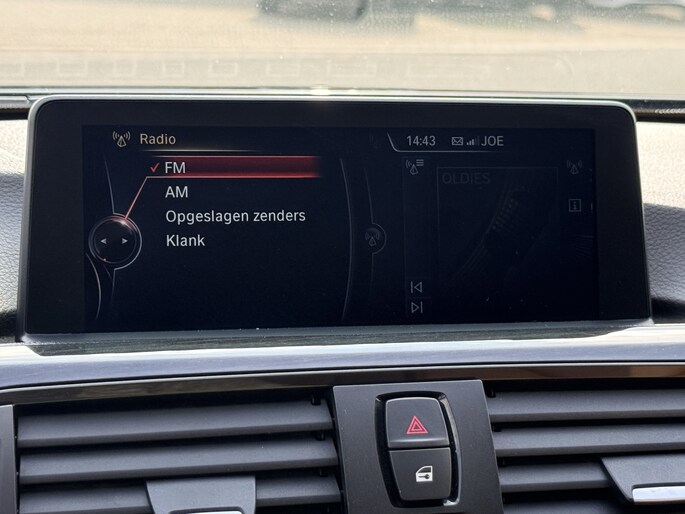 Radio
14:43 JOE
FM
AM
Opgeslagen zenders
Klank
OLDIES